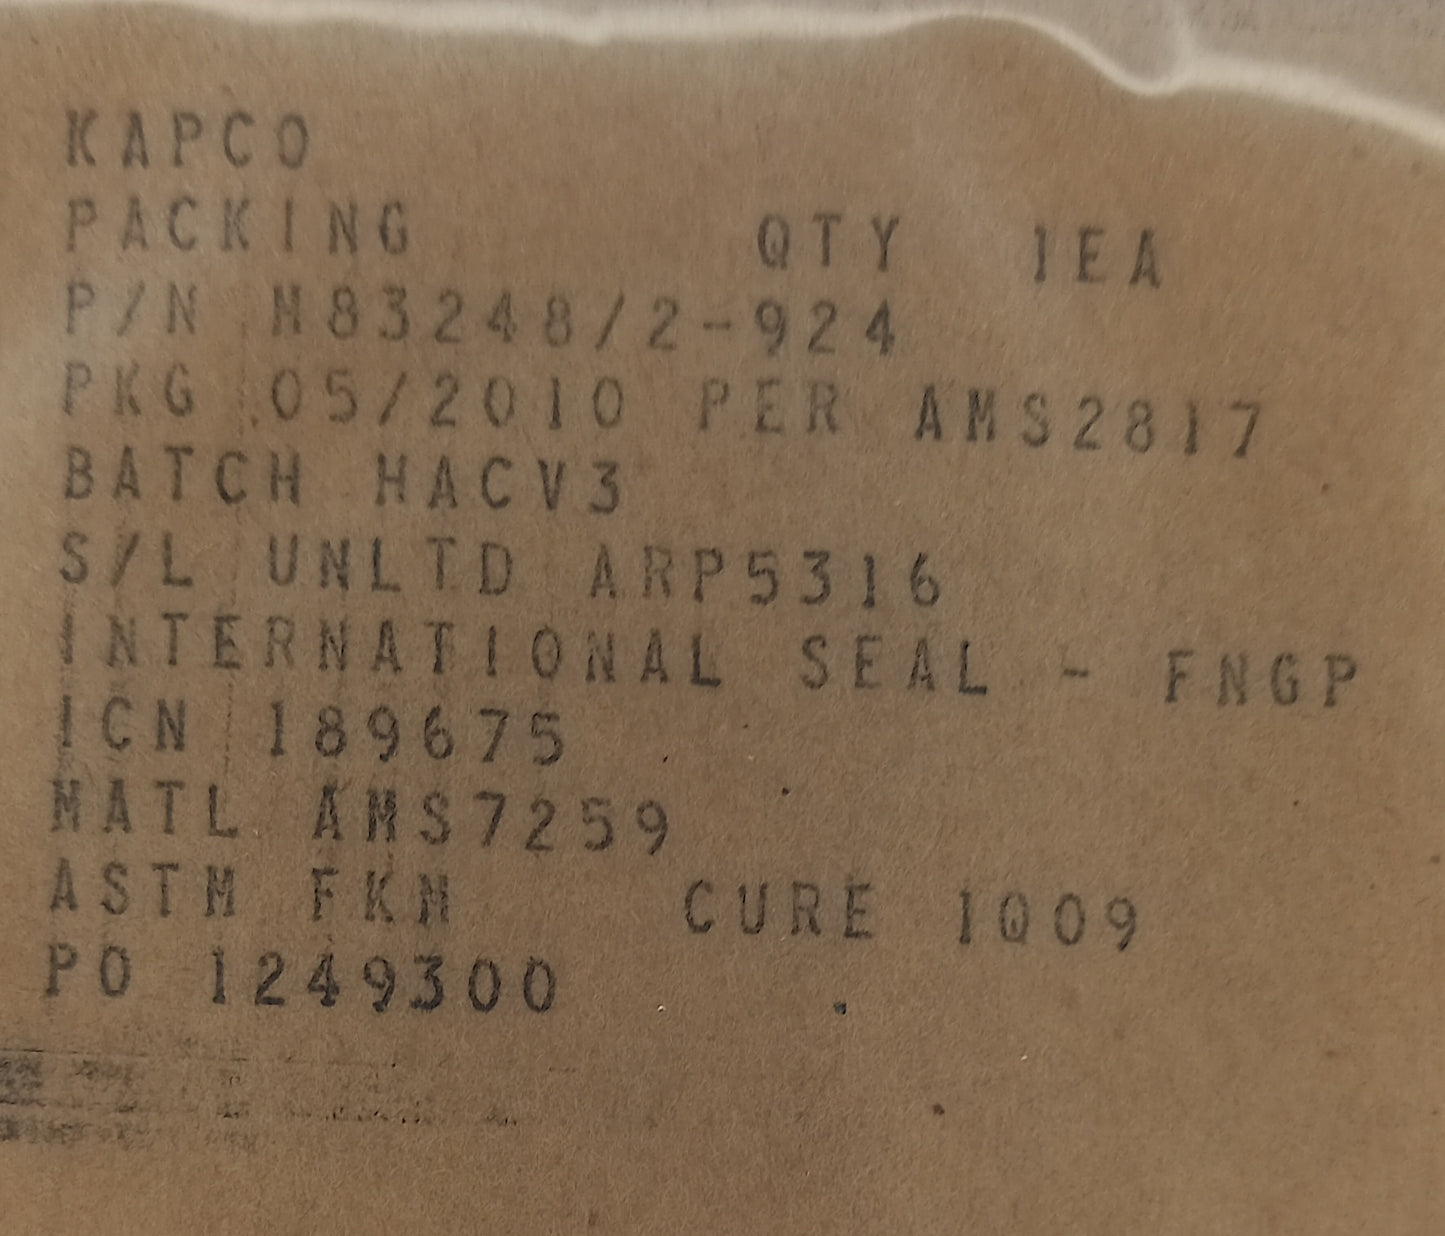 KAPCO
PACKING QTY 1EA
P/N M83248/2-924
PKG 05/2010 PER AMS2817
BATCH HACV3
S/L UNLTD ARP5316
INTERNATIONAL SEAL - FNGP
ICN 189675
MATL AMS7259
ASTM FKM CURE 1Q09
PO 1249300